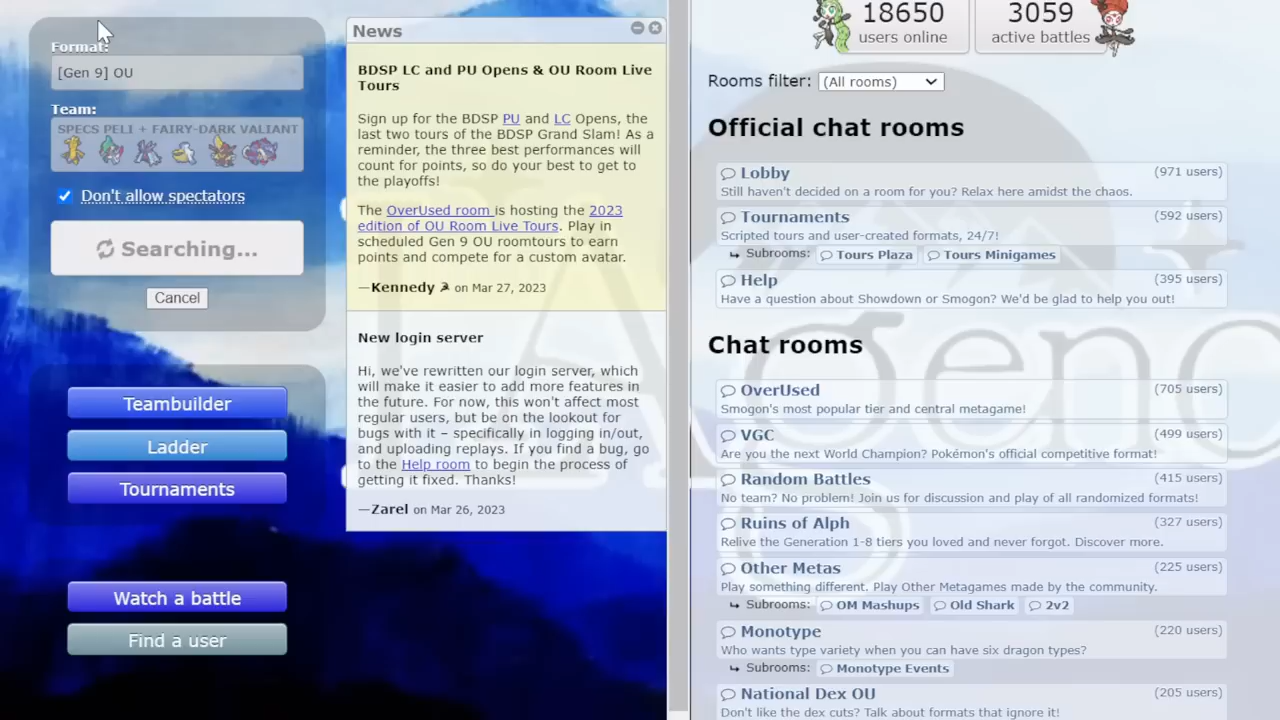 Format:
[Gen 9] OU
Team:
SPECS PELI + FAIRY-DARK VALIANT
Don't allow spectators
Searching...
Cancel
Teambuilder
Ladder
Tournaments
Watch a battle
Find a user
News
BDSP LC and PU Opens & OU Room Live
Tours
Sign up for the BDSP PU and LC Opens, the
last two tours of the BDSP Grand Slam! As a
reminder, the three best performances will
count for points, so do your best to get to
the playoffs!
The OverUsed room is hosting the 2023
edition of OU Room Live Tours. Play in
scheduled Gen 9 OU roomtours to earn
points and compete for a custom avatar.
—Kennedy ☭ on Mar 27, 2023
New login server
Hi, we've rewritten our login server, which
will make it easier to add more features in
the future. For now, this won't affect most
regular users, but be on the lookout for
bugs with it – specifically in logging in/out,
and uploading replays. If you find a bug, go
to the Help room to begin the process of
getting it fixed. Thanks!
—Zarel on Mar 26, 2023
18650
users online
3059
active battles
Rooms filter: (All rooms)
Official chat rooms
Lobby (971 users)
Still haven't decided on a room for you? Relax here amidst the chaos.
Tournaments (592 users)
Scripted tours and user-created formats, 24/7!
Subrooms: Tours Plaza Tours Minigames
Help (395 users)
Have a question about Showdown or Smogon? We'd be glad to help you out!
Chat rooms
OverUsed (705 users)
Smogon's most popular tier and central metagame!
VGC (499 users)
Are you the next World Champion? Pokémon's official competitive format!
Random Battles (415 users)
No team? No problem! Join us for discussion and play of all randomized formats!
Ruins of Alph (327 users)
Relive the Generation 1-8 tiers you loved and never forgot. Discover more.
Other Metas (225 users)
Play something different. Play Other Metagames made by the community.
Subrooms: OM Mashups Old Shark 2v2
Monotype (220 users)
Who wants type variety when you can have six dragon types?
Subrooms: Monotype Events
National Dex OU (205 users)
Don't like the dex cuts? Talk about formats that ignore it!